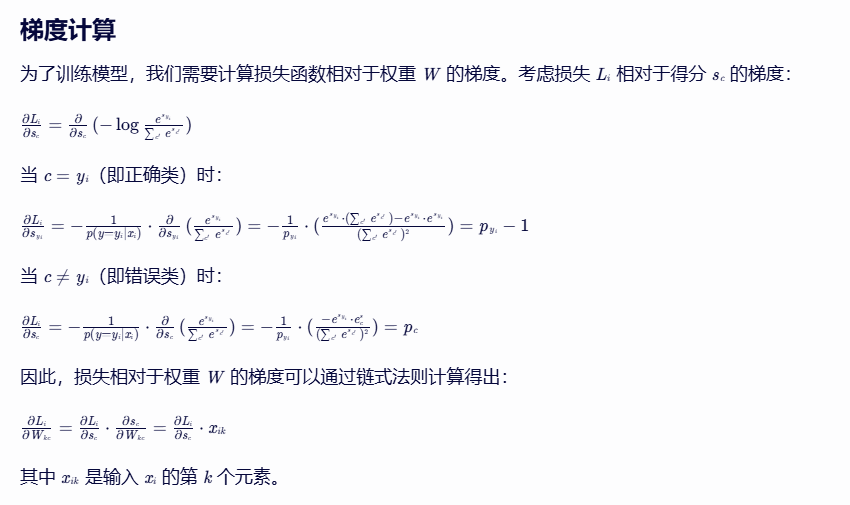 梯度计算
为了训练模型，我们需要计算损失函数相对于权重 W 的梯度。考虑损失 L_i 相对于得分 s_c 的梯度：
\frac{\partial L_i}{\partial s_c} = \frac{\partial}{\partial s_c} (-\log \frac{e^{s_{y_i}}}{\sum_{c'} e^{s_{c'}}})
当 c = y_i（即正确类）时：
\frac{\partial L_i}{\partial s_{y_i}} = -\frac{1}{p(y=y_i|x_i)} \cdot \frac{\partial}{\partial s_{y_i}} (\frac{e^{s_{y_i}}}{\sum_{c'} e^{s_{c'}}}) = -\frac{1}{p_{y_i}} \cdot (\frac{e^{s_{y_i}} \cdot (\sum_{c'} e^{s_{c'}}) - e^{s_{y_i}} \cdot e^{s_{y_i}}}{(\sum_{c'} e^{s_{c'}})^2}) = p_{y_i} - 1
当 c \neq y_i（即错误类）时：
\frac{\partial L_i}{\partial s_c} = -\frac{1}{p(y=y_i|x_i)} \cdot \frac{\partial}{\partial s_c} (\frac{e^{s_{y_i}}}{\sum_{c'} e^{s_{c'}}}) = -\frac{1}{p_{y_i}} \cdot (\frac{-e^{s_{y_i}} \cdot e^s_c}{(\sum_{c'} e^{s_{c'}})^2}) = p_c
因此，损失相对于权重 W 的梯度可以通过链式法则计算得出：
\frac{\partial L_i}{\partial W_{kc}} = \frac{\partial L_i}{\partial s_c} \cdot \frac{\partial s_c}{\partial W_{kc}} = \frac{\partial L_i}{\partial s_c} \cdot x_{ik}
其中 x_{ik} 是输入 x_i 的第 k 个元素。